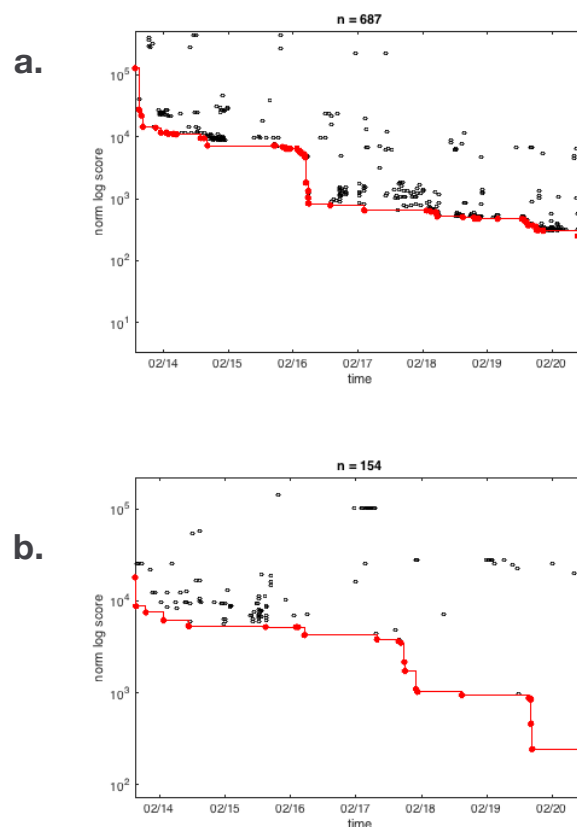 n = 687
a.
10^5
10^4
10^3
10^2
10^1
norm log score
02/14 02/15 02/16 02/17 02/18 02/19 02/20
time
n = 154
b.
10^5
10^4
10^3
10^2
norm log score
02/14 02/15 02/16 02/17 02/18 02/19 02/20
time